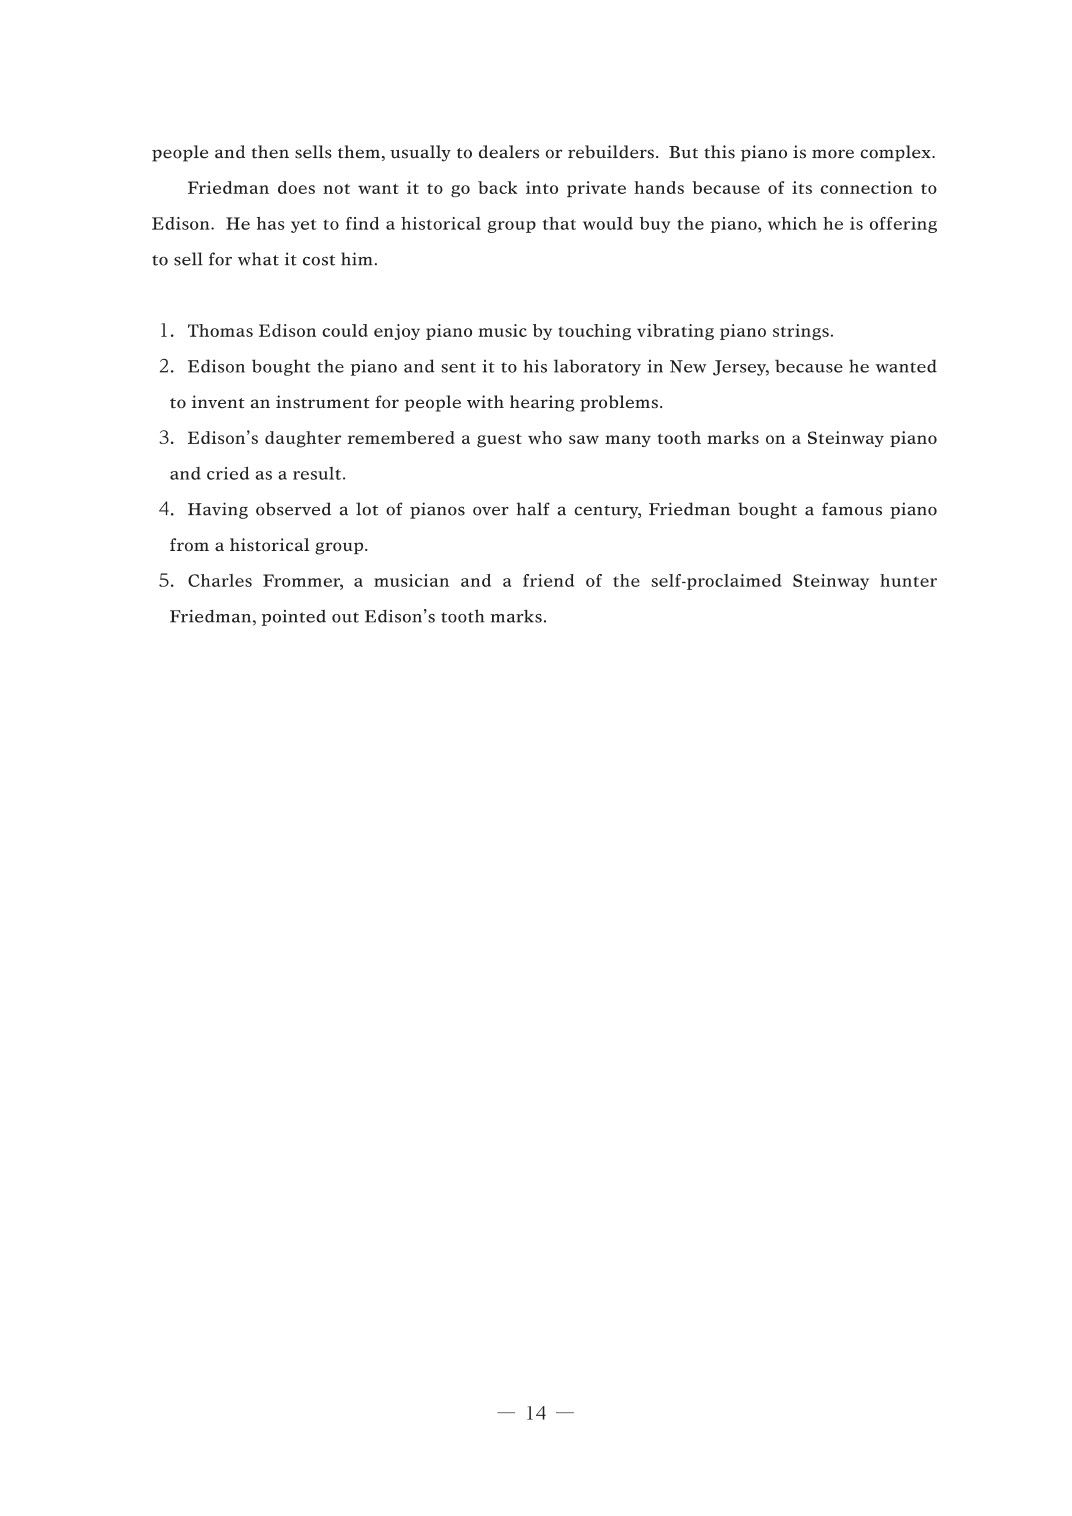 people and then sells them, usually to dealers or rebuilders. But this piano is more complex.
Friedman does not want it to go back into private hands because of its connection to
Edison. He has yet to find a historical group that would buy the piano, which he is offering
to sell for what it cost him.
1. Thomas Edison could enjoy piano music by touching vibrating piano strings.
2. Edison bought the piano and sent it to his laboratory in New Jersey, because he wanted
to invent an instrument for people with hearing problems.
3. Edison’s daughter remembered a guest who saw many tooth marks on a Steinway piano
and cried as a result.
4. Having observed a lot of pianos over half a century, Friedman bought a famous piano
from a historical group.
5. Charles Frommer, a musician and a friend of the self-proclaimed Steinway hunter
Friedman, pointed out Edison’s tooth marks.
— 14 —